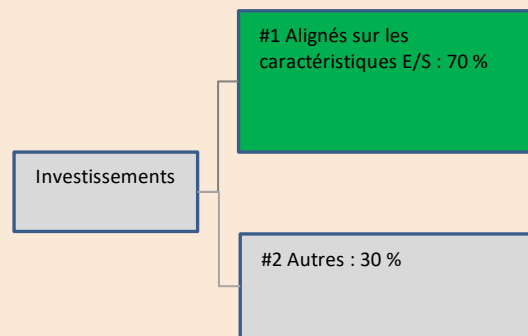 #1 Alignés sur les
caractéristiques E/S : 70 %
Investissements
#2 Autres : 30 %